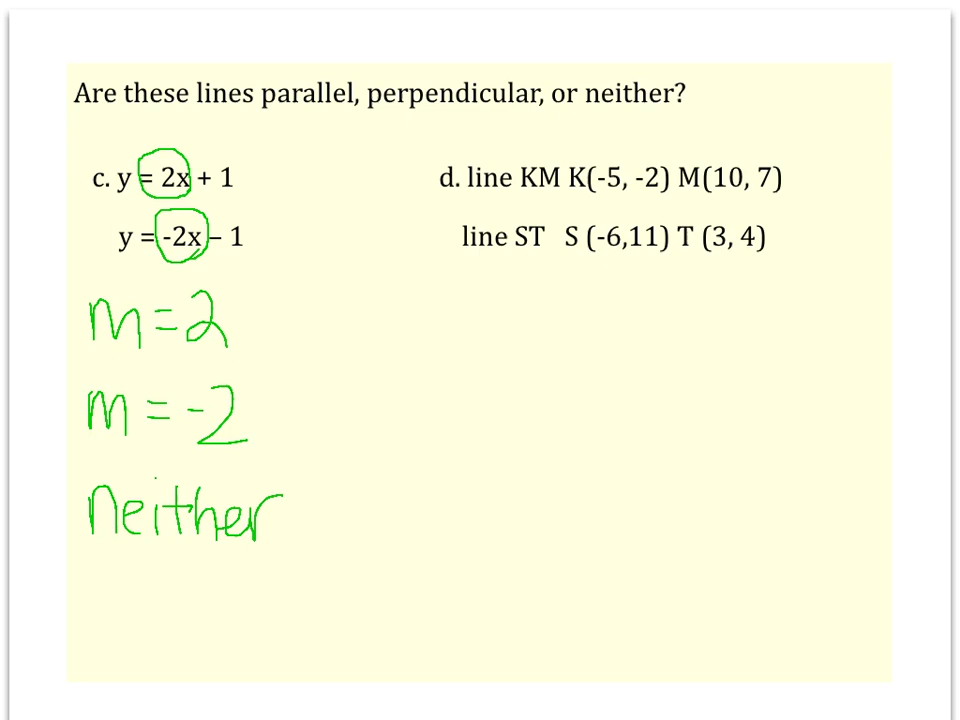 Are these lines parallel, perpendicular, or neither?
c. y = 2x + 1
y = -2x – 1
d. line KM K(-5, -2) M(10, 7)
line ST S (-6,11) T (3, 4)
m = 2
m = -2
neither